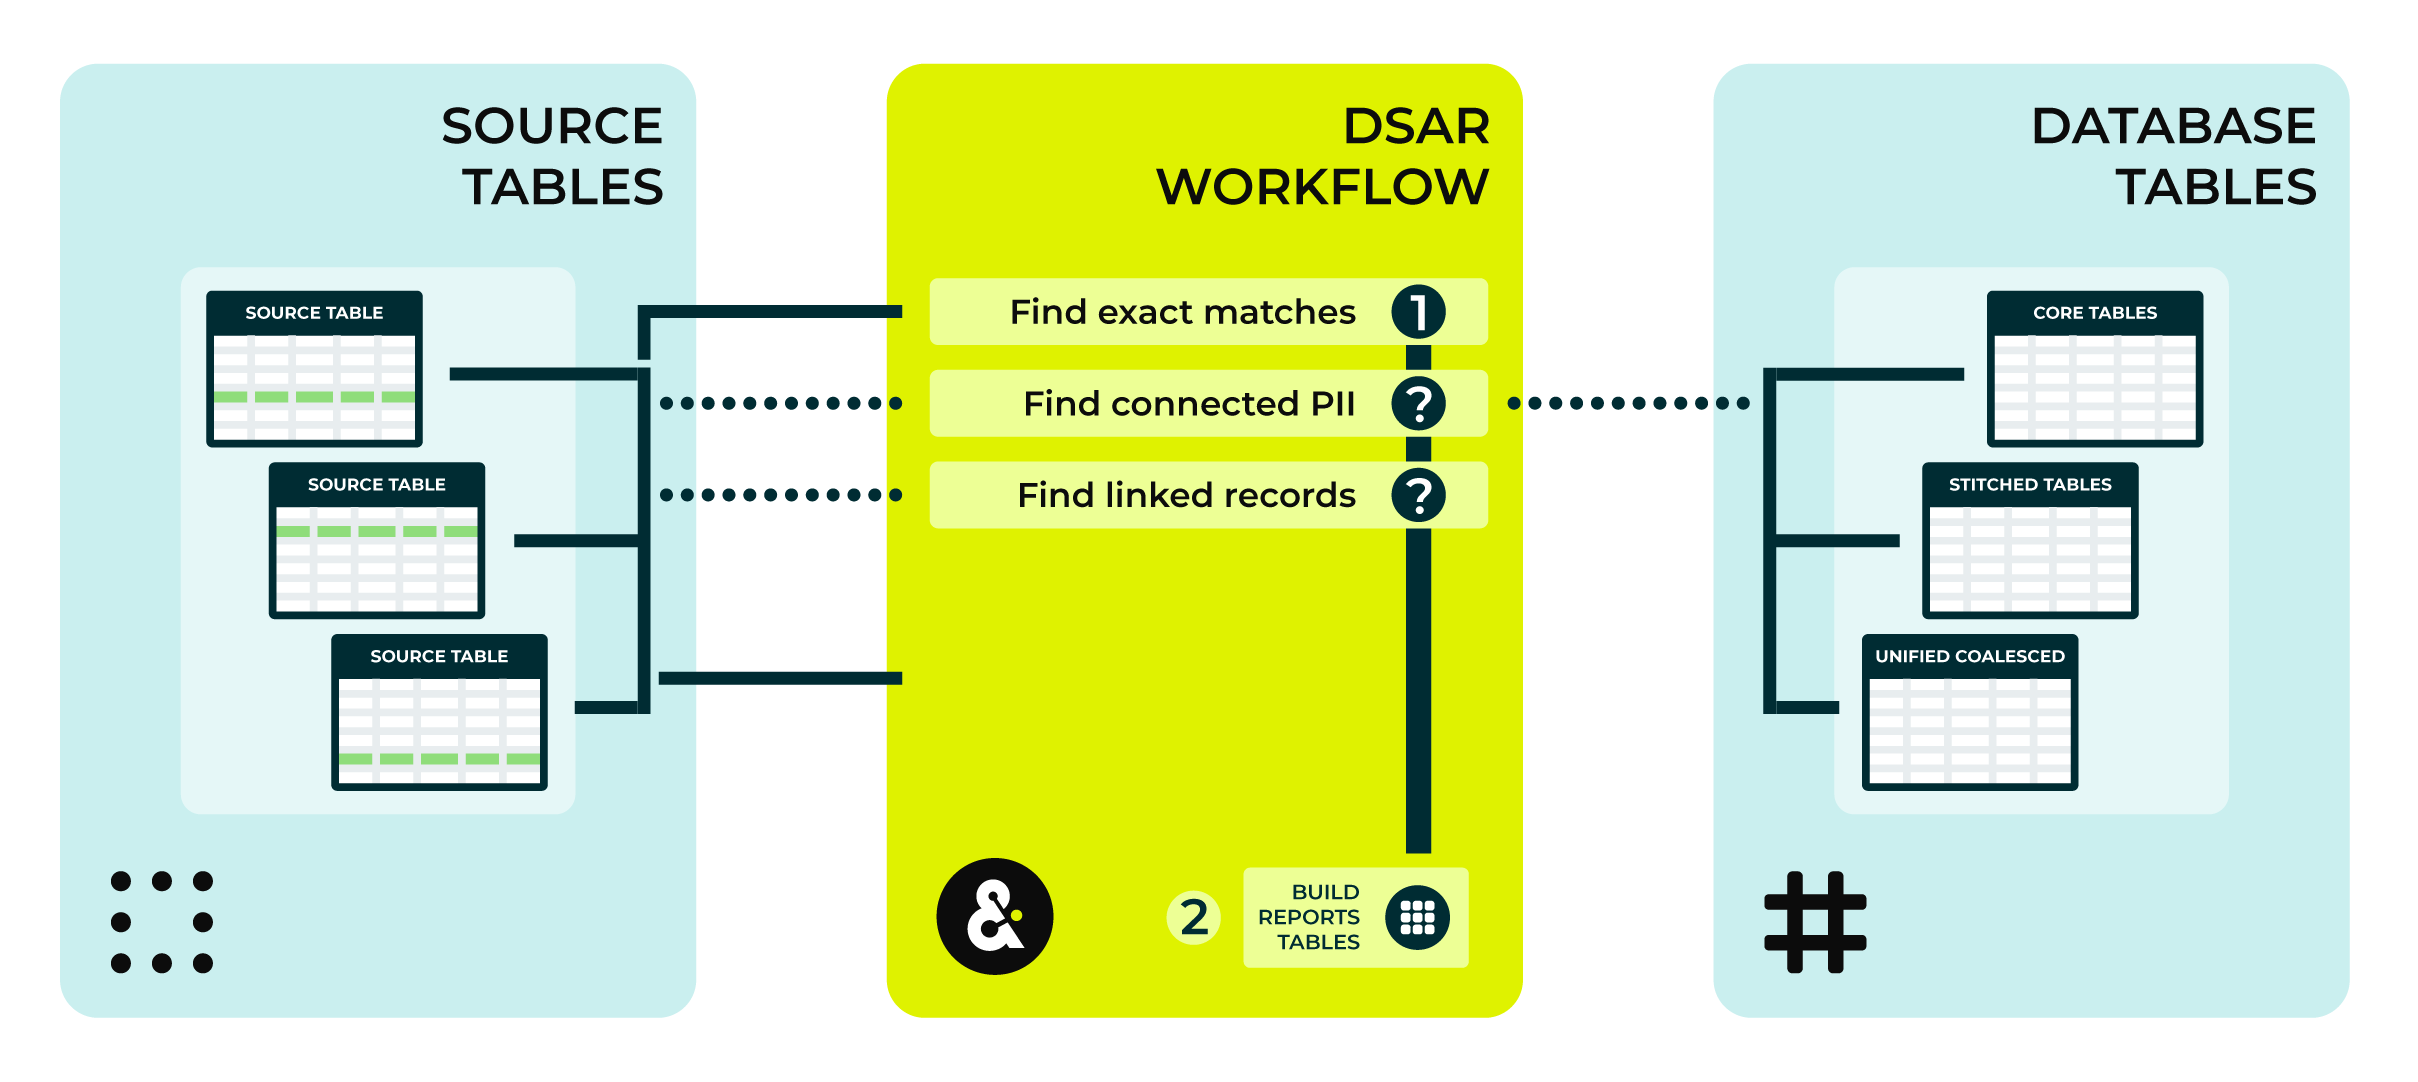 SOURCE
TABLES
SOURCE TABLE
SOURCE TABLE
SOURCE TABLE
DSAR
WORKFLOW
Find exact matches 1
Find connected PII ?
Find linked records ?
&
2
BUILD
REPORTS
TABLES
DATABASE
TABLES
CORE TABLES
STITCHED TABLES
UNIFIED COALESCED
#